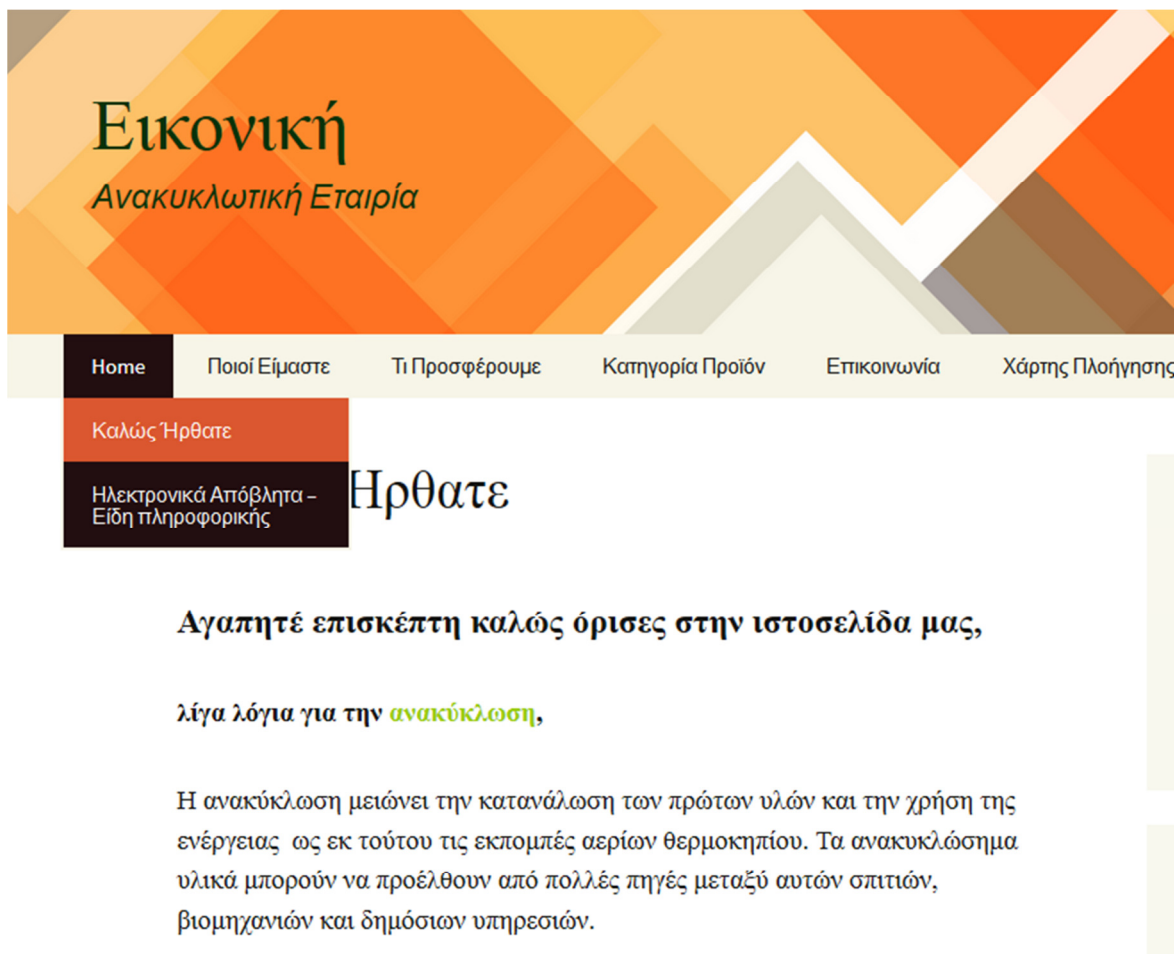 Εικονική
Ανακυκλωτική Εταιρία
Home Ποιοί Είμαστε Τι Προσφέρουμε Κατηγορία Προϊόν Επικοινωνία Χάρτης Πλοήγησης
Καλώς Ήρθατε
Ηλεκτρονικά Απόβλητα –
Είδη πληροφορικής
Ήρθατε
Αγαπητέ επισκέπτη καλώς όρισες στην ιστοσελίδα μας,
λίγα λόγια για την ανακύκλωση,
Η ανακύκλωση μειώνει την κατανάλωση των πρώτων υλών και την χρήση της
ενέργειας ως εκ τούτου τις εκπομπές αερίων θερμοκηπίου. Τα ανακυκλώσημα
υλικά μπορούν να προέλθουν από πολλές πηγές μεταξύ αυτών σπιτιών,
βιομηχανιών και δημόσιων υπηρεσιών.